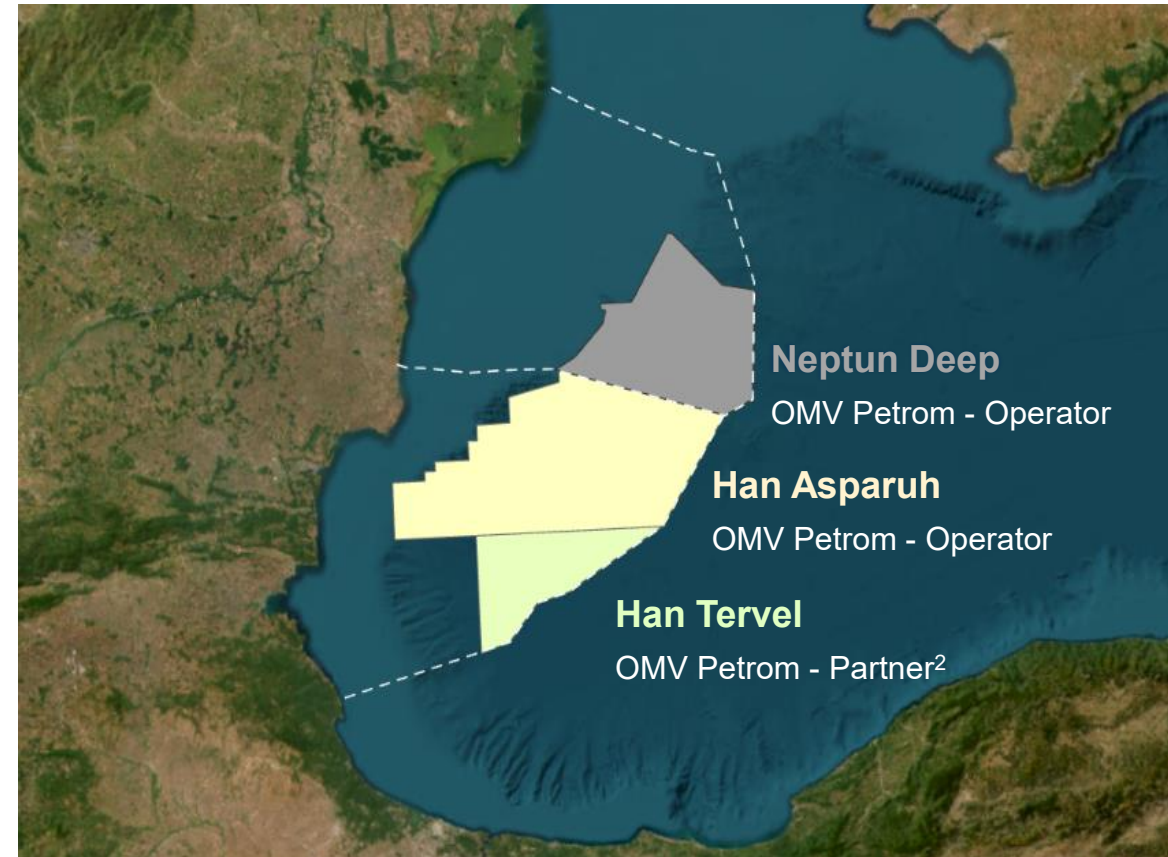 Neptun Deep
OMV Petrom - Operator
Han Asparuh
OMV Petrom - Operator
Han Tervel
OMV Petrom - Partner²